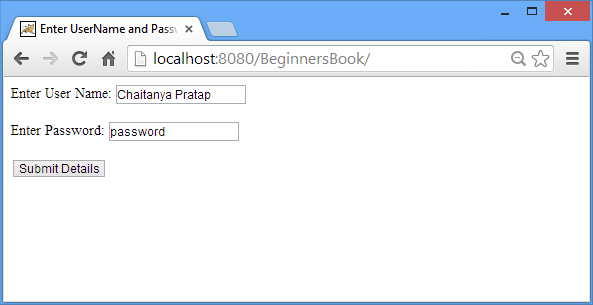 Enter UserName and Passw
localhost:8080/BeginnersBook/
Enter User Name: Chaitanya Pratap
Enter Password: password
Submit Details